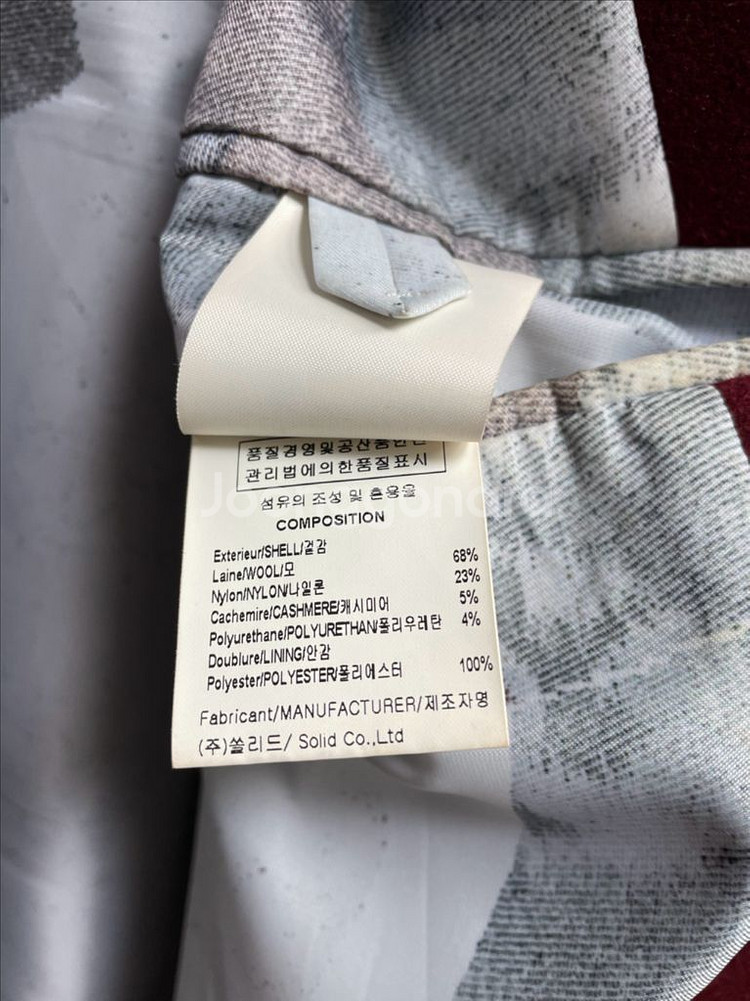 품질경영및공산품안전
관리법에의한품질표시
섬유의 조성 및 혼용율
COMPOSITION
Exterieur/SHELL/겉감
Laine/WOOL/모 68%
Nylon/NYLON/나일론 23%
Cachemire/CASHMERE/캐시미어 5%
Polyurethane/POLYURETHAN/폴리우레탄 4%
Doublure/LINING/안감
Polyester/POLYESTER/폴리에스터 100%
Fabricant/MANUFACTURER/제조자명
(주)쏠리드/ Solid Co.,Ltd